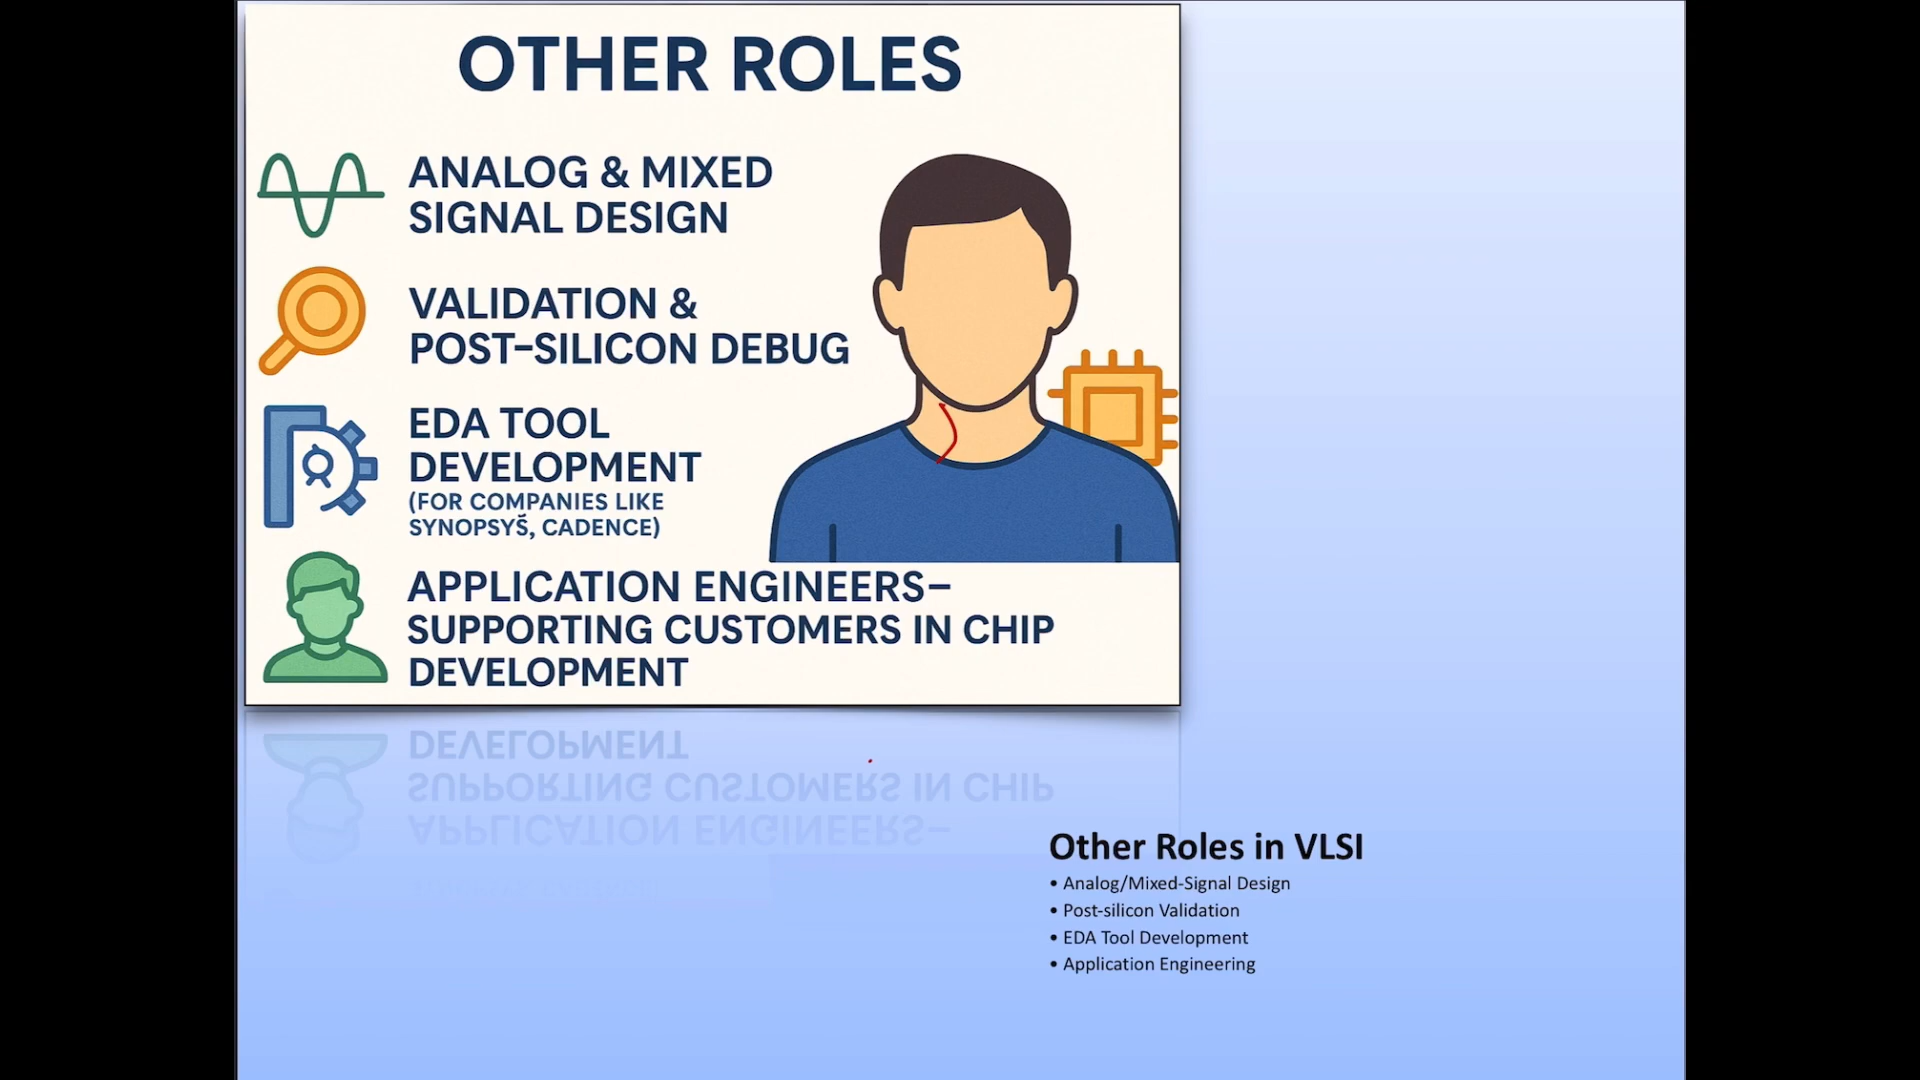 OTHER ROLES
ANALOG & MIXED
SIGNAL DESIGN
VALIDATION &
POST-SILICON DEBUG
EDA TOOL
DEVELOPMENT
(FOR COMPANIES LIKE
SYNOPSYŠ, CADENCE)
APPLICATION ENGINEERS–
SUPPORTING CUSTOMERS IN CHIP
DEVELOPMENT
Other Roles in VLSI
• Analog/Mixed-Signal Design
• Post-silicon Validation
• EDA Tool Development
• Application Engineering